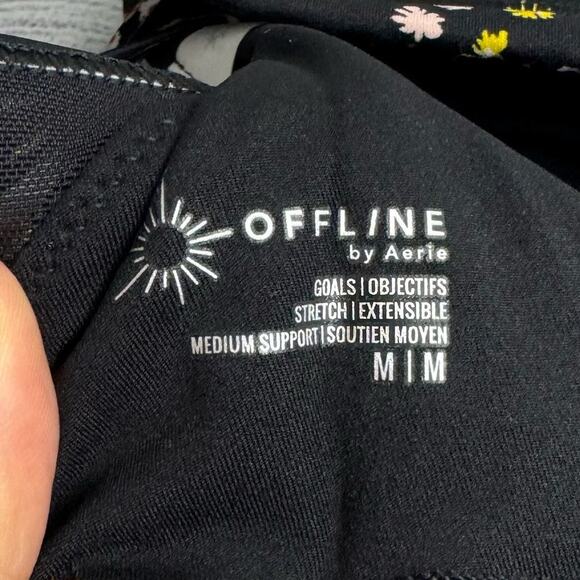 OFFLINE
by Aerie
GOALS | OBJECTIFS
STRETCH | EXTENSIBLE
MEDIUM SUPPORT | SOUTIEN MOYEN
M | M